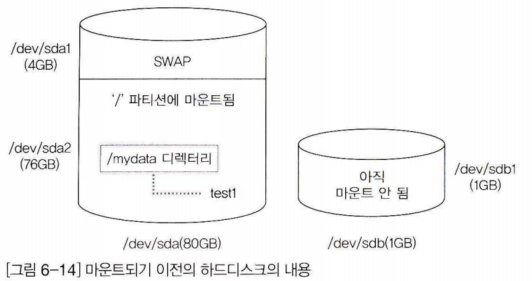 /dev/sda1
(4GB)
SWAP
'/' 파티션에 마운트됨
/dev/sda2
(76GB)
/mydata 디렉터리
test1
아직
마운트 안 됨
/dev/sdb1
(1GB)
/dev/sda(80GB)
/dev/sdb(1GB)
[그림 6-14] 마운트되기 이전의 하드디스크의 내용